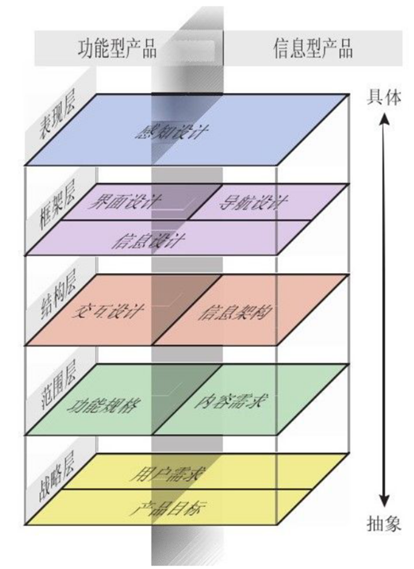 功能型产品
信息型产品
具体
表现层
感知设计
框架层
界面设计
导航设计
信息设计
结构层
交互设计
信息架构
范围层
功能规格
内容需求
战略层
用户需求
产品目标
抽象